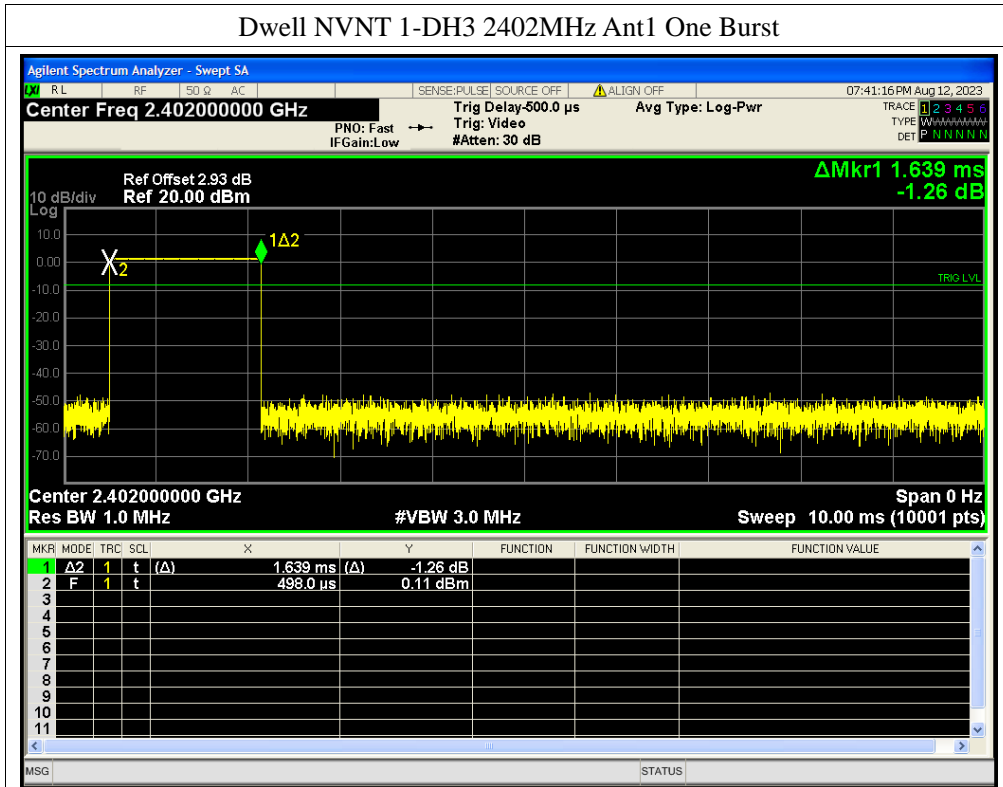 Dwell NVNT 1-DH3 2402MHz Ant1 One Burst
Agilent Spectrum Analyzer - Swept SA
LXI RL RF 50 Ω AC SENSE:PULSE SOURCE OFF ALIGN OFF 07:41:16 PM Aug 12, 2023
Center Freq 2.402000000 GHz
PNO: Fast
IFGain:Low
Trig Delay-500.0 µs
Trig: Video
#Atten: 30 dB
Avg Type: Log-Pwr
TRACE 1 2 3 4 5 6
TYPE WWWWWW
DET P N N N N N
ΔMkr1 1.639 ms
-1.26 dB
Ref Offset 2.93 dB
10 dB/div Ref 20.00 dBm
Log
10.0
0.00
-10.0
-20.0
-30.0
-40.0
-50.0
-60.0
-70.0
2
1Δ2
TRIG LVL
Center 2.402000000 GHz Span 0 Hz
Res BW 1.0 MHz #VBW 3.0 MHz Sweep 10.00 ms (10001 pts)
MKR MODE TRC SCL X Y FUNCTION FUNCTION WIDTH FUNCTION VALUE
1 Δ2 1 t (Δ) 1.639 ms (Δ) -1.26 dB
2 F 1 t 498.0 µs 0.11 dBm
3
4
5
6
7
8
9
10
11
MSG STATUS